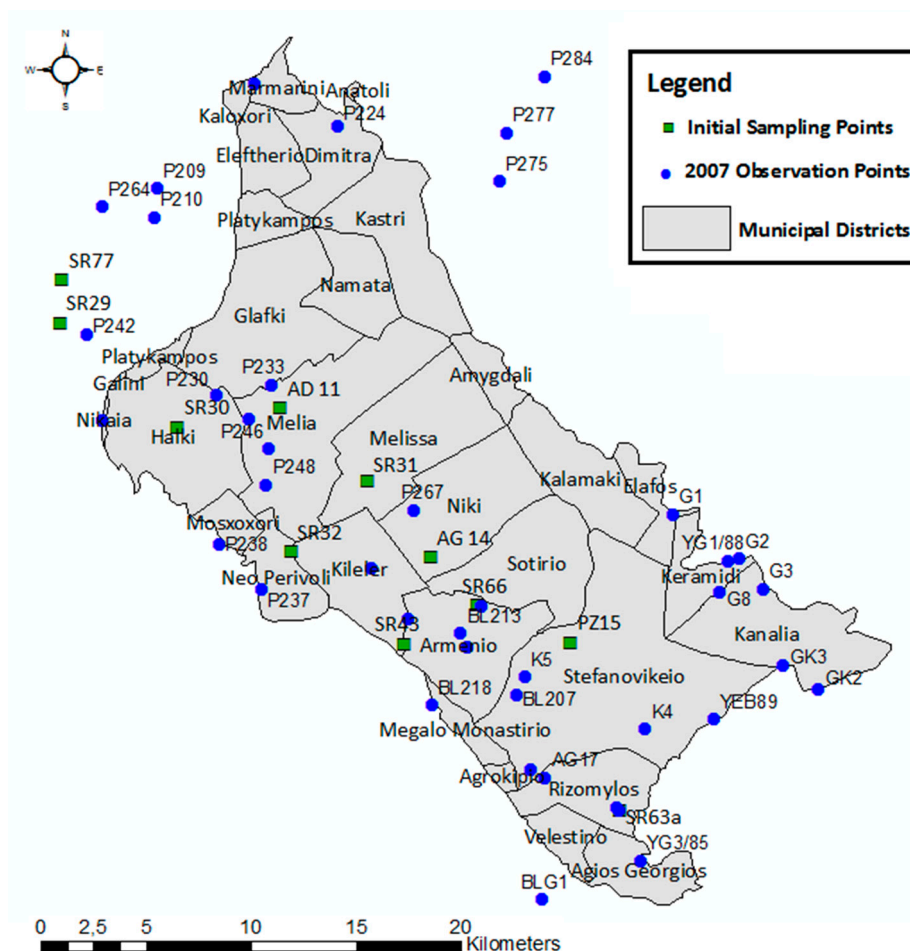 N
W E
S
P284
Marmarini
Anatoli
P277
Kaloxori
P224
Legend
Initial Sampling Points
2007 Observation Points
Municipal Districts
Eleftherio
Dimitra
P275
P209
P264
P210
Platykampos
Kastri
SR77
Namata
SR29
Glafki
P242
Platykampos
Amygdali
Galini
P230
P233
SR30
AD 11
Nikaia
Halki
P246
Melia
Melissa
P248
SR31
Kalamaki
Elafos
P267
Niki
G1
Mosxoxori
P238
SR32
AG 14
Sotirio
YG1/88
G2
Neo Perivoli
Kileler
Keramidi
G3
P237
SR66
G8
BL213
SR43
Armenio
PZ15
Kanalia
K5
Stefanovikeio
GK3
BL218
BL207
GK2
Megalo Monastirio
K4
YEB89
AG17
Agrokipio
Rizomylos
SR63a
Velestino
YG3/85
Agios Georgios
BLG1
0 2,5 5 10 15 20
Kilometers